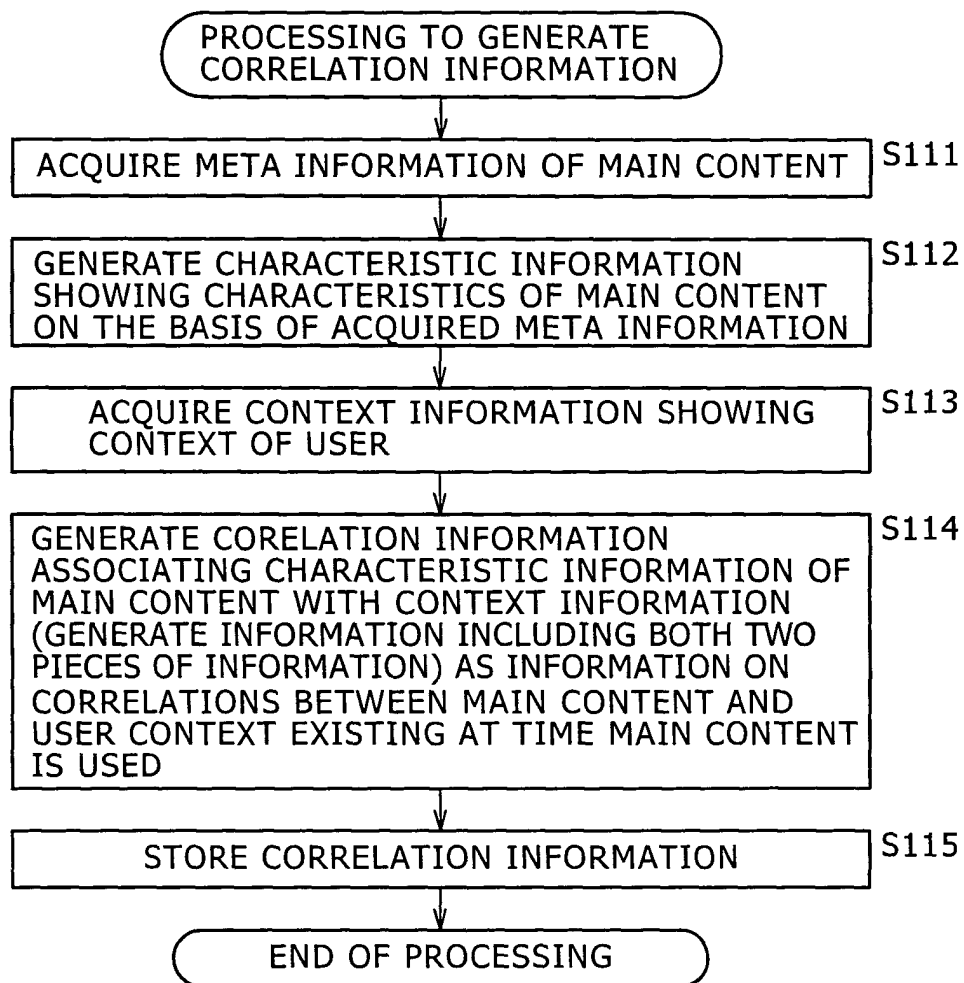 PROCESSING TO GENERATE
CORRELATION INFORMATION
ACQUIRE META INFORMATION OF MAIN CONTENT
S111
GENERATE CHARACTERISTIC INFORMATION
SHOWING CHARACTERISTICS OF MAIN CONTENT
ON THE BASIS OF ACQUIRED META INFORMATION
S112
ACQUIRE CONTEXT INFORMATION SHOWING
CONTEXT OF USER
S113
GENERATE CORELATION INFORMATION
ASSOCIATING CHARACTERISTIC INFORMATION OF
MAIN CONTENT WITH CONTEXT INFORMATION
(GENERATE INFORMATION INCLUDING BOTH TWO
PIECES OF INFORMATION) AS INFORMATION ON
CORRELATIONS BETWEEN MAIN CONTENT AND
USER CONTEXT EXISTING AT TIME MAIN CONTENT
IS USED
S114
STORE CORRELATION INFORMATION
S115
END OF PROCESSING